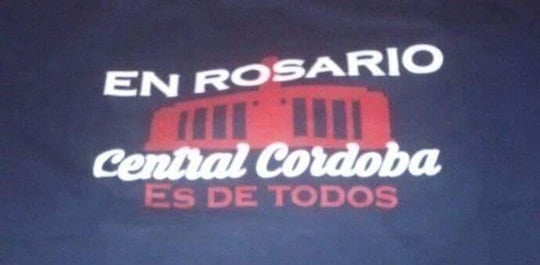 EN ROSARIO
Central Cordoba
ES DE TODOS